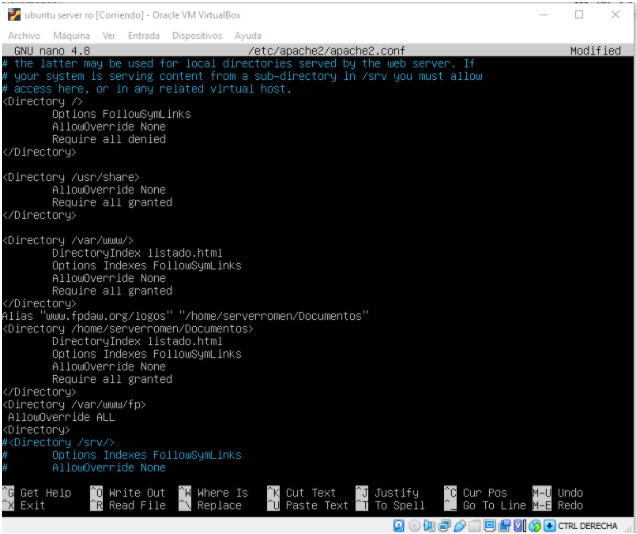 ubuntu server ro [Corriendo] - Oracle VM VirtualBox
Archivo Máquina Ver Entrada Dispositivos Ayuda
GNU nano 4.8 /etc/apache2/apache2.conf Modified
# the latter may be used for local directories served by the web server. If
# your system is serving content from a sub-directory in /srv you must allow
# access here, or in any related virtual host.
<Directory />
Options FollowSymLinks
AllowOverride None
Require all denied
</Directory>
<Directory /usr/share>
AllowOverride None
Require all granted
</Directory>
<Directory /var/www/>
DirectoryIndex listado.html
Options Indexes FollowSymLinks
AllowOverride None
Require all granted
</Directory>
Alias "www.fpdaw.org/logos" "/home/serverromen/Documentos"
<Directory /home/serverromen/Documentos>
DirectoryIndex listado.html
Options Indexes FollowSymLinks
AllowOverride None
Require all granted
</Directory>
<Directory /var/www/fp>
AllowOverride ALL
<Directory>
#<Directory /srv/>
# Options Indexes FollowSymLinks
# AllowOverride None
^G Get Help ^O Write Out ^W Where Is ^K Cut Text ^J Justify ^C Cur Pos M-U Undo
^X Exit ^R Read File ^\ Replace ^U Paste Text ^T To Spell ^_ Go To Line M-E Redo
CTRL DERECHA